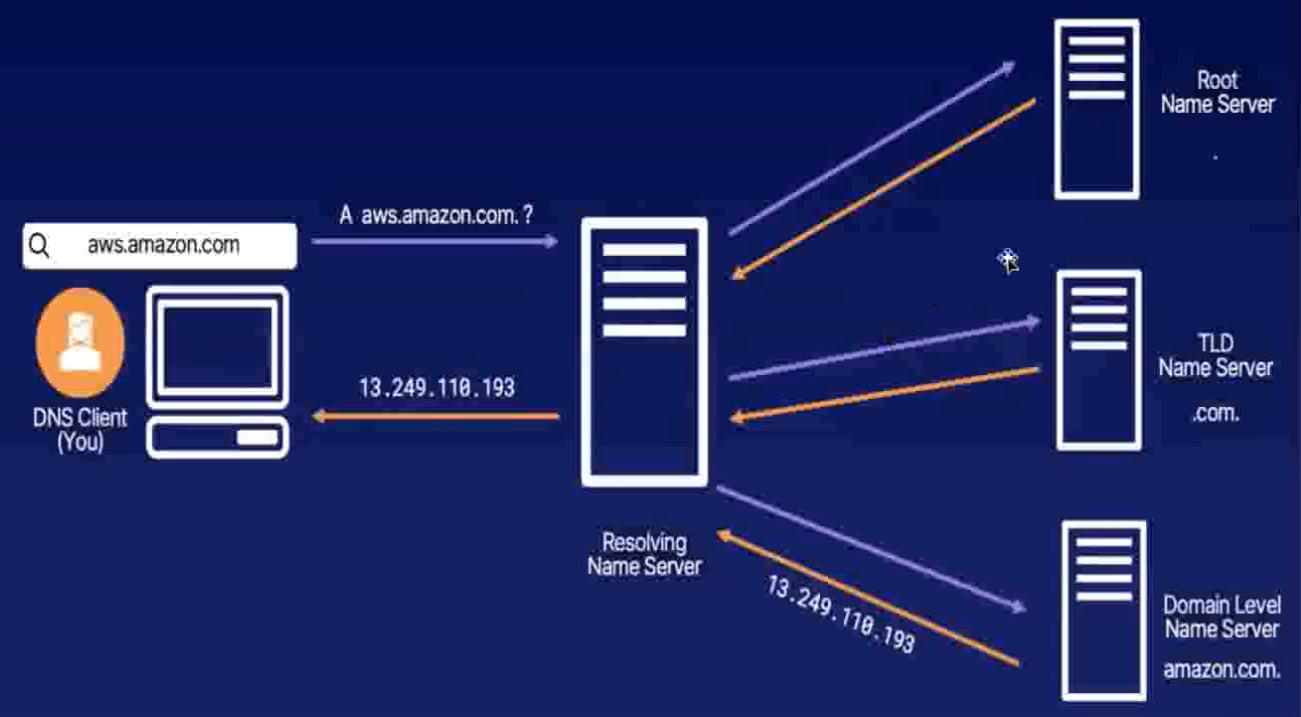 A aws.amazon.com. ?
aws.amazon.com
DNS Client
(You)
13.249.110.193
Resolving
Name Server
Root
Name Server
.
TLD
Name Server
.com.
13.249.110.193
Domain Level
Name Server
amazon.com.